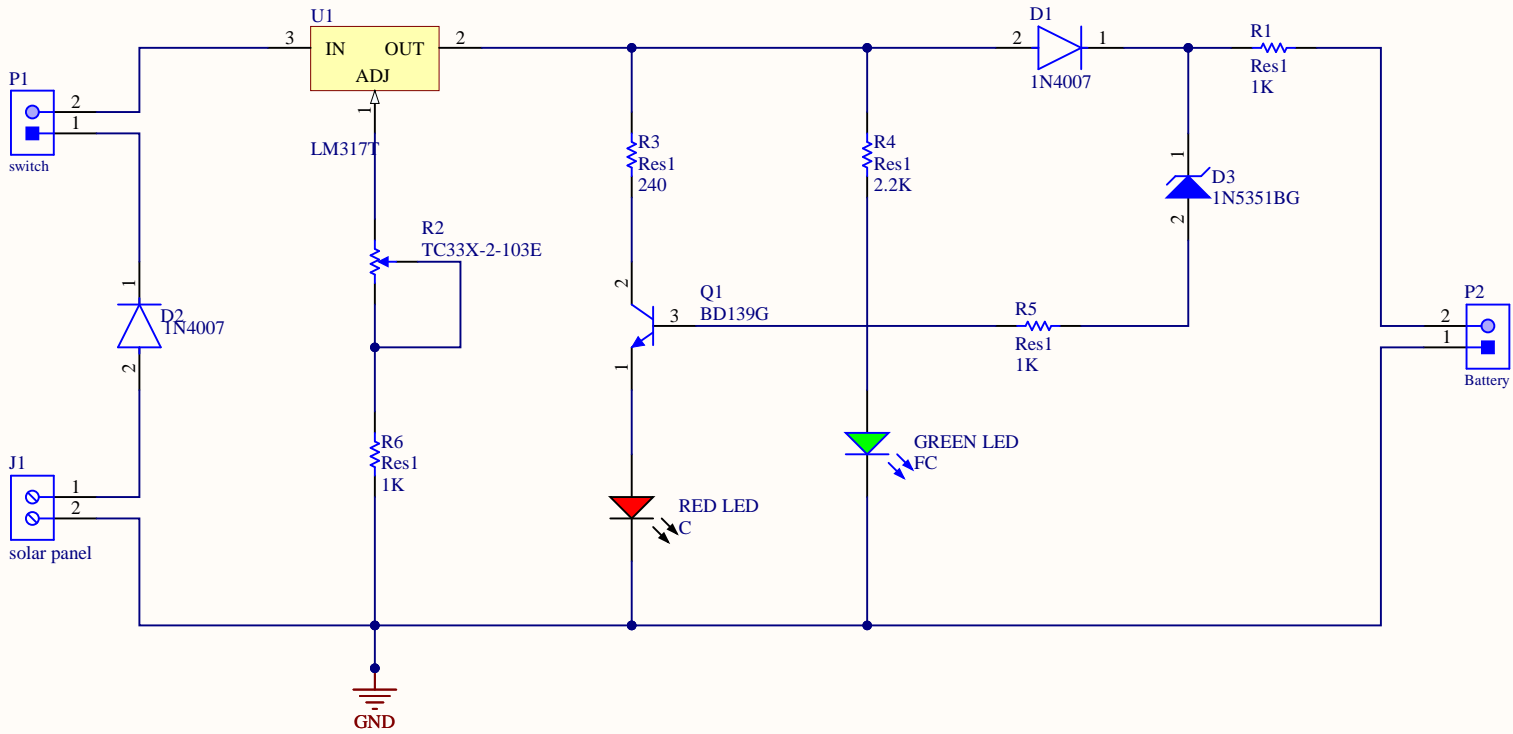 U1
3
IN
OUT
2
ADJ
1
LM317T
P1
2
1
switch
D1
2
1
1N4007
R1
Res1
1K
R3
Res1
240
R4
Res1
2.2K
1
D3
1N5351BG
2
R2
TC33X-2-103E
1
D2
1N4007
2
2
Q1
BD139G
3
1
R5
Res1
1K
P2
2
1
Battery
R6
Res1
1K
GREEN LED
FC
J1
1
2
solar panel
RED LED
C
GND